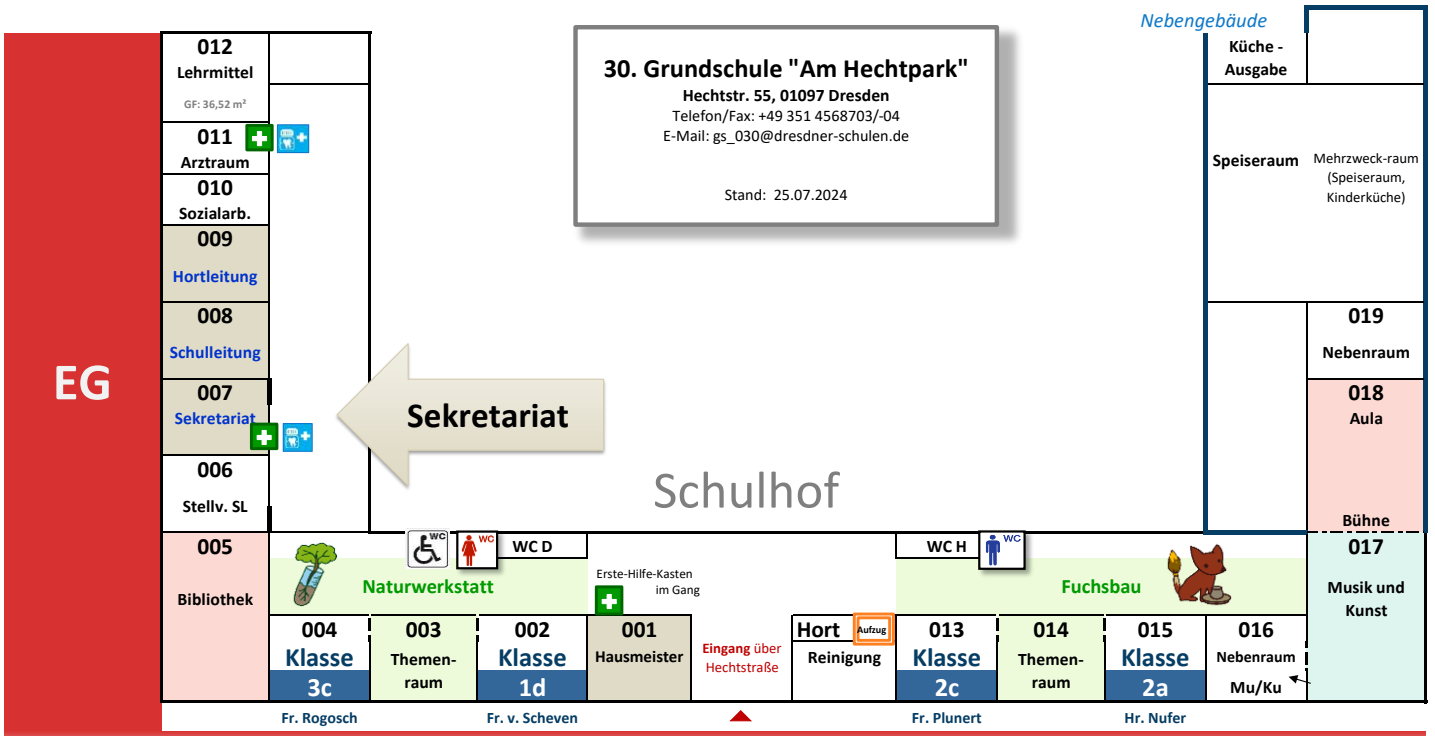 Nebengebäude
012
Lehrmittel
GF: 36,52 m²
011
Arztraum
010
Sozialarb.
009
Hortleitung
008
Schulleitung
007
Sekretariat
006
Stellv. SL
005
Bibliothek
EG
30. Grundschule "Am Hechtpark"
Hechtstr. 55, 01097 Dresden
Telefon/Fax: +49 351 4568703/-04
E-Mail: gs_030@dresdner-schulen.de
Stand: 25.07.2024
Küche -
Ausgabe
Speiseraum
Mehrzweck-raum
(Speiseraum,
Kinderküche)
019
Nebenraum
018
Aula
Bühne
017
Musik und
Kunst
Sekretariat
Schulhof
WC
WC
WC D
WC H
WC
Naturwerkstatt
Erste-Hilfe-Kasten
im Gang
Fuchsbau
004
Klasse
3c
003
Themen-
raum
002
Klasse
1d
001
Hausmeister
Eingang über
Hechtstraße
Hort
Aufzug
Reinigung
013
Klasse
2c
014
Themen-
raum
015
Klasse
2a
016
Nebenraum
Mu/Ku
Fr. Rogosch
Fr. v. Scheven
Fr. Plunert
Hr. Nufer